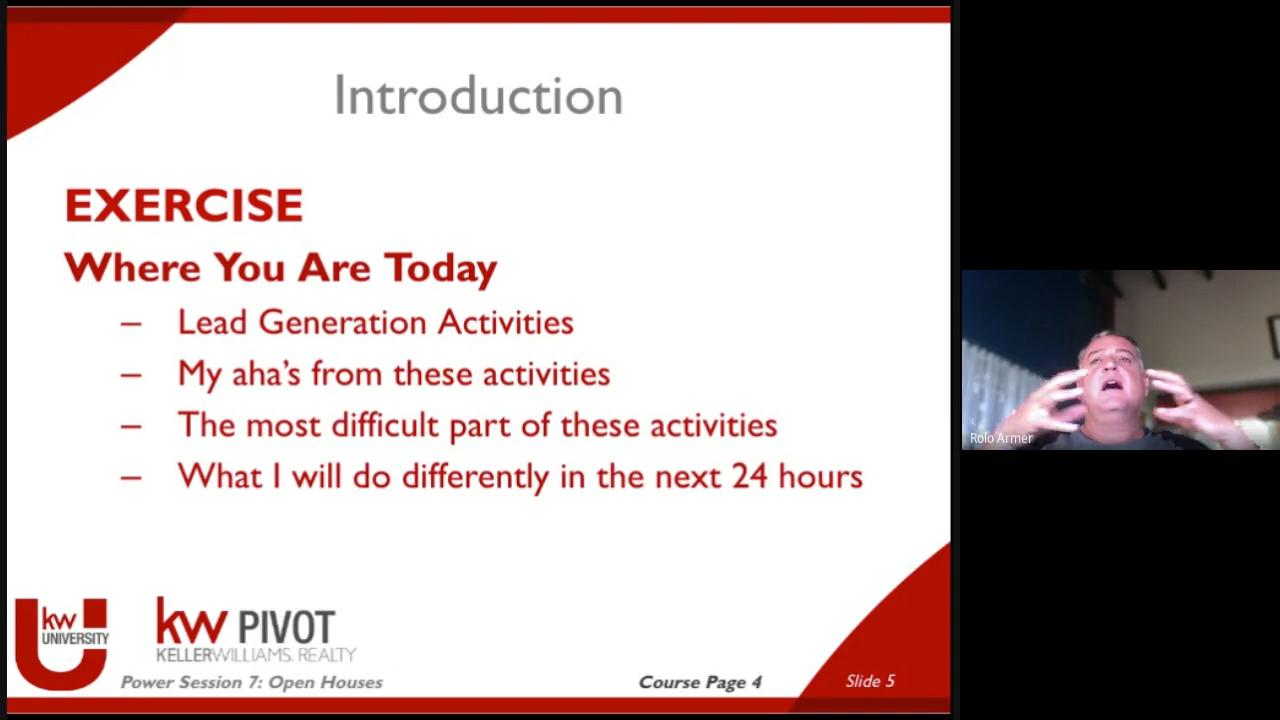 Introduction
EXERCISE
Where You Are Today
– Lead Generation Activities
– My aha's from these activities
– The most difficult part of these activities
– What I will do differently in the next 24 hours
kw
UNIVERSITY
kw PIVOT
KELLERWILLIAMS. REALTY
Power Session 7: Open Houses
Course Page 4
Slide 5
Rolo Armer